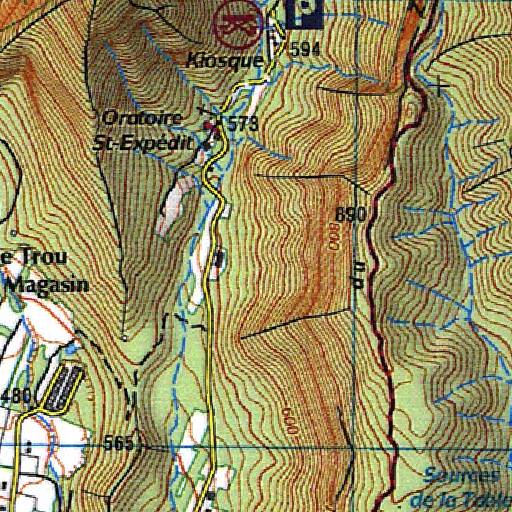 P
594
Kiosque
Oratoire
573
St-Expédit
890
800
e Trou
Magasin
480
600
565
Sources
de la Table